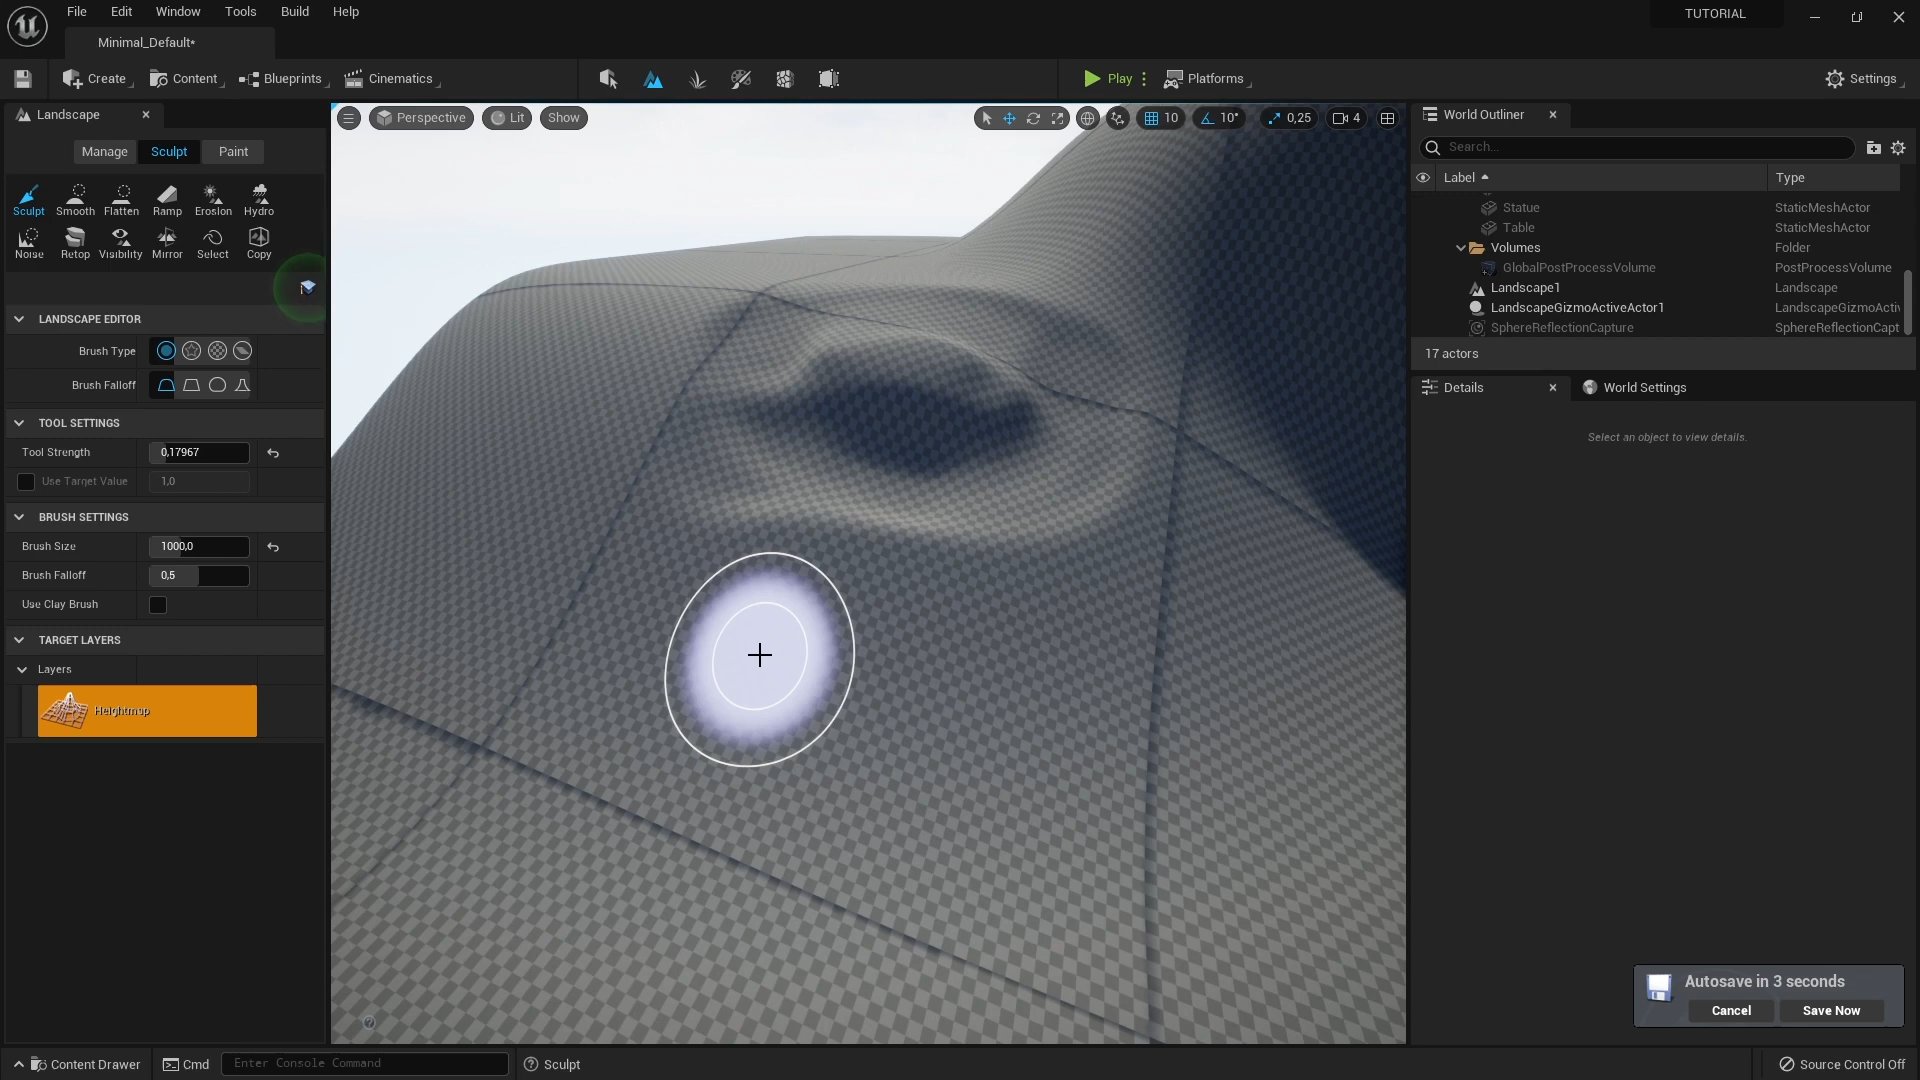 File Edit Window Tools Build Help
TUTORIAL
Minimal_Default*
Create Content Blueprints Cinematics Play Platforms Settings
Landscape
Manage Sculpt Paint
Sculpt Smooth Flatten Ramp Erosion Hydro
Noise Retop Visibility Mirror Select Copy
LANDSCAPE EDITOR
Brush Type
Brush Falloff
TOOL SETTINGS
Tool Strength 0,17967
Use Target Value 1,0
BRUSH SETTINGS
Brush Size 1000,0
Brush Falloff 0,5
Use Clay Brush
TARGET LAYERS
Layers
Heightmap
Perspective Lit Show 10 10° 0,25 4
World Outliner
Search...
Label Type
Statue StaticMeshActor
Table StaticMeshActor
Volumes Folder
GlobalPostProcessVolume PostProcessVolume
Landscape1 Landscape
LandscapeGizmoActiveActor1 LandscapeGizmoActiv
SphereReflectionCapture SphereReflectionCapt
17 actors
Details World Settings
Select an object to view details.
Autosave in 3 seconds
Cancel Save Now
Content Drawer Cmd Enter Console Command Sculpt Source Control Off